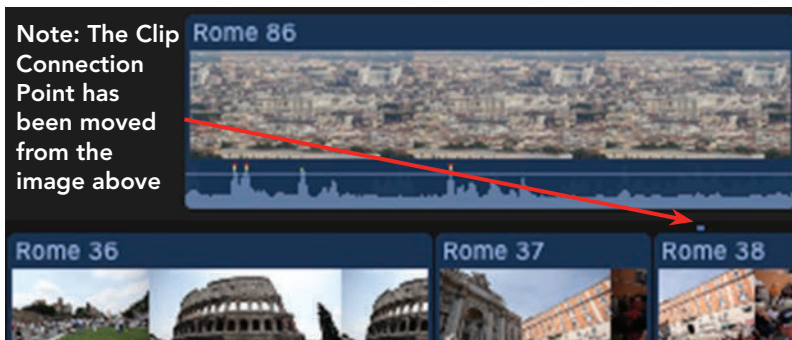 Note: The Clip
Connection
Point has
been moved
from the
image above
Rome 86
Rome 36
Rome 37
Rome 38